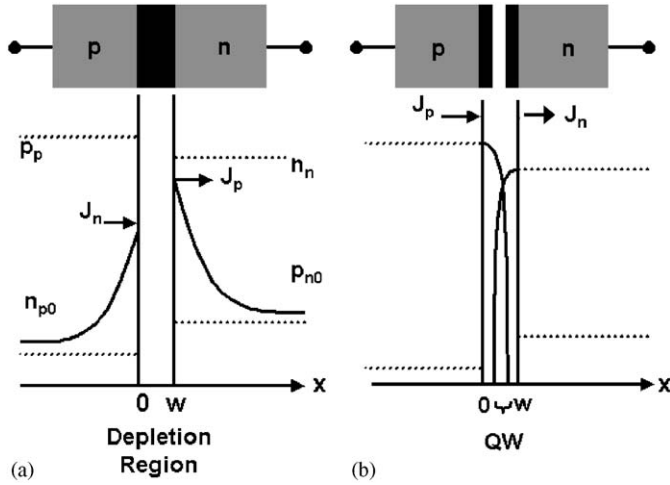 p n
p n
J_p J_n
p_p
n_n
J_p
J_n
p_n0
n_p0
x
x
0 w
0 w
Depletion
Region
QW
(a)
(b)